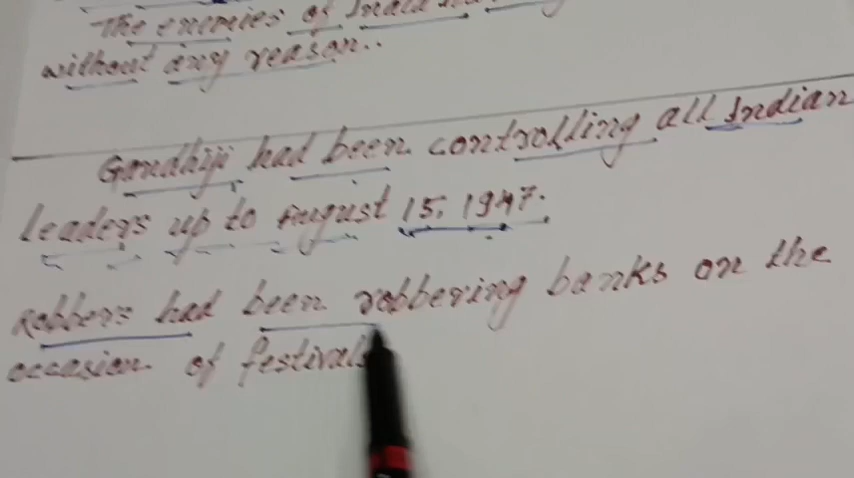 The enemies of India
without any reason..
Gandhiji had been controlling all Indian
leaders up to August 15, 1947.
Robbers had been robbering banks on the
occasion of festivals